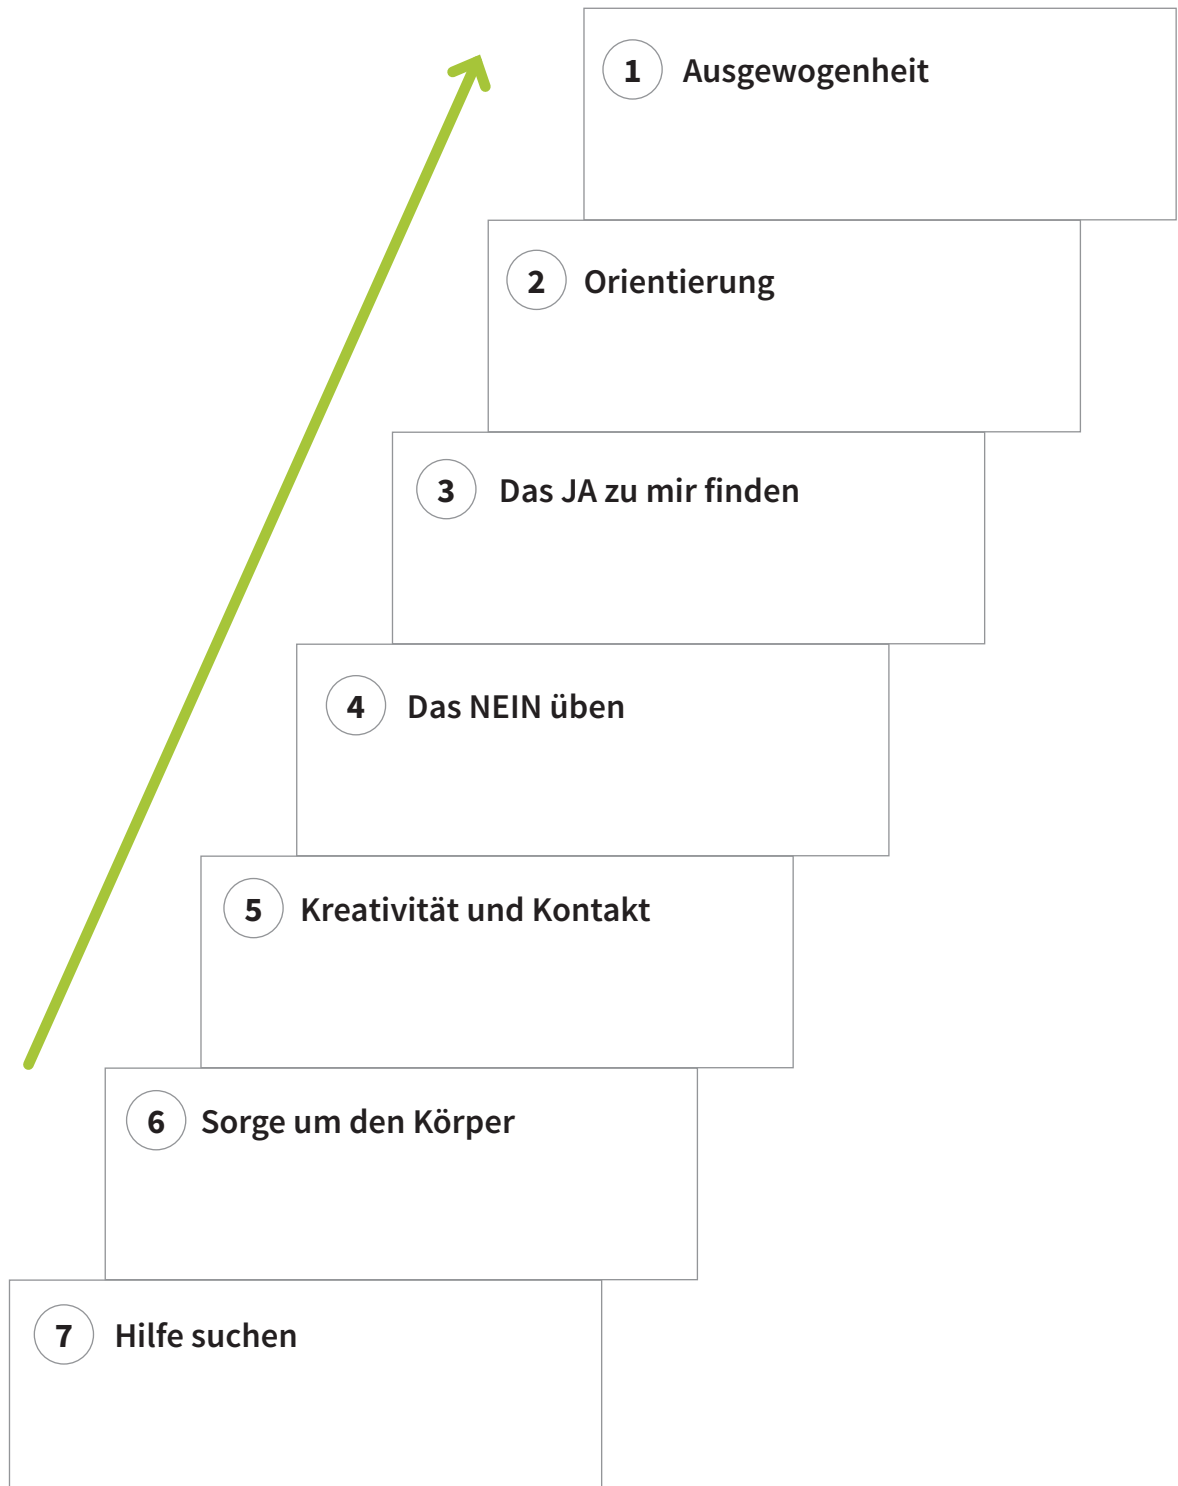 1 Ausgewogenheit
2 Orientierung
3 Das JA zu mir finden
4 Das NEIN üben
5 Kreativität und Kontakt
6 Sorge um den Körper
7 Hilfe suchen